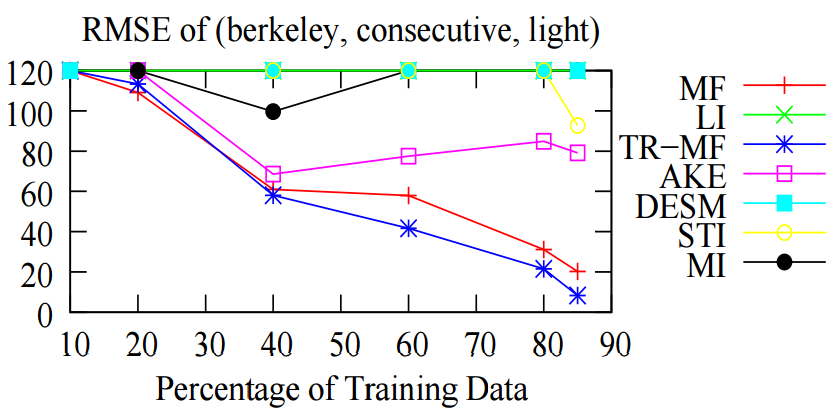 RMSE of (berkeley, consecutive, light)
120
100
80
60
40
20
0
10 20 30 40 50 60 70 80 90
Percentage of Training Data
MF
LI
TR−MF
AKE
DESM
STI
MI